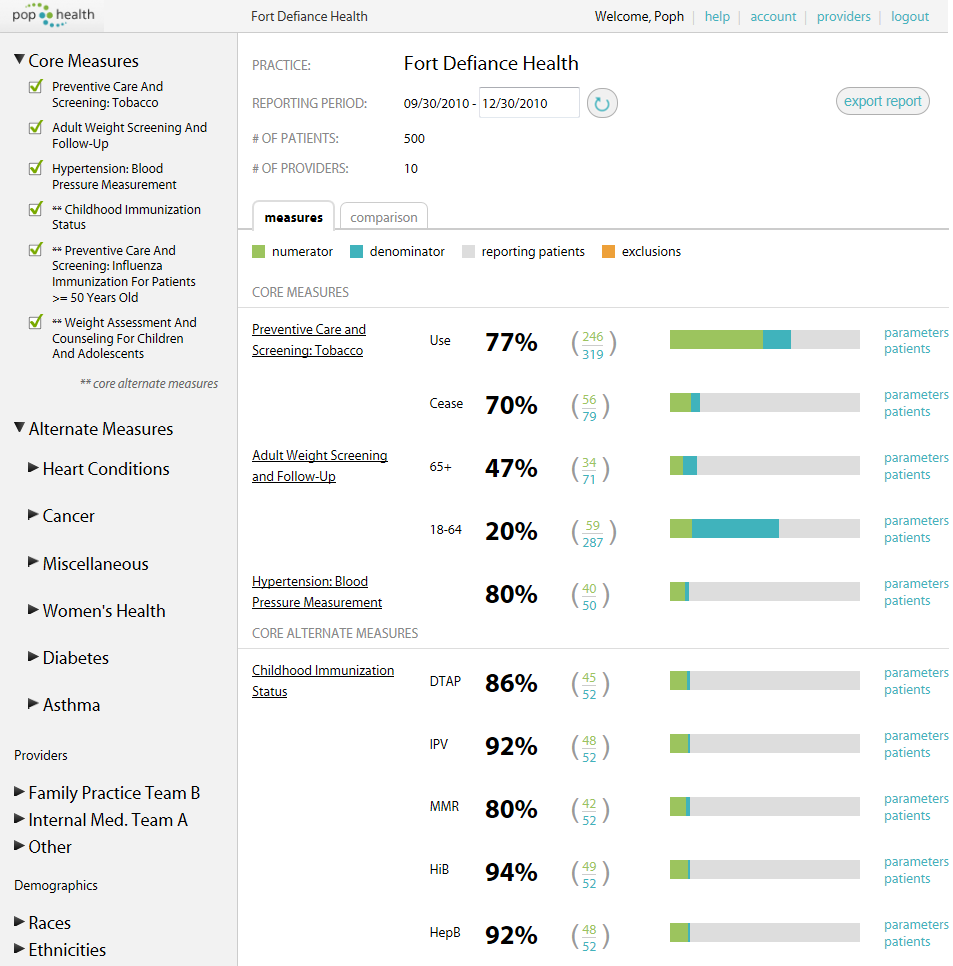 pop health
Fort Defiance Health
Welcome, Poph | help | account | providers | logout
Core Measures
Preventive Care And
Screening: Tobacco
Adult Weight Screening And
Follow-Up
Hypertension: Blood
Pressure Measurement
** Childhood Immunization
Status
** Preventive Care And
Screening: Influenza
Immunization For Patients
>= 50 Years Old
** Weight Assessment And
Counseling For Children
And Adolescents
** core alternate measures
Alternate Measures
Heart Conditions
Cancer
Miscellaneous
Women's Health
Diabetes
Asthma
Providers
Family Practice Team B
Internal Med. Team A
Other
Demographics
Races
Ethnicities
PRACTICE: Fort Defiance Health
REPORTING PERIOD: 09/30/2010 - 12/30/2010
export report
# OF PATIENTS: 500
# OF PROVIDERS: 10
measures comparison
numerator denominator reporting patients exclusions
CORE MEASURES
Preventive Care and
Screening: Tobacco
Use 77% (246/319) parameters
patients
Cease 70% (56/79) parameters
patients
Adult Weight Screening
and Follow-Up
65+ 47% (34/71) parameters
patients
18-64 20% (59/287) parameters
patients
Hypertension: Blood
Pressure Measurement
80% (40/50) parameters
patients
CORE ALTERNATE MEASURES
Childhood Immunization
Status
DTAP 86% (45/52) parameters
patients
IPV 92% (48/52) parameters
patients
MMR 80% (42/52) parameters
patients
HiB 94% (49/52) parameters
patients
HepB 92% (48/52) parameters
patients